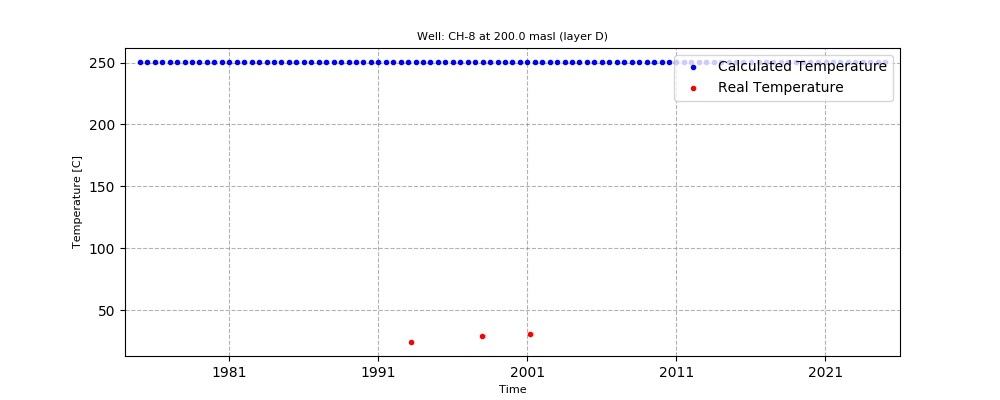 Well: CH-8 at 200.0 masl (layer D)
250
200
150
100
50
Temperature [C]
Calculated Temperature
Real Temperature
1981 1991 2001 2011 2021
Time